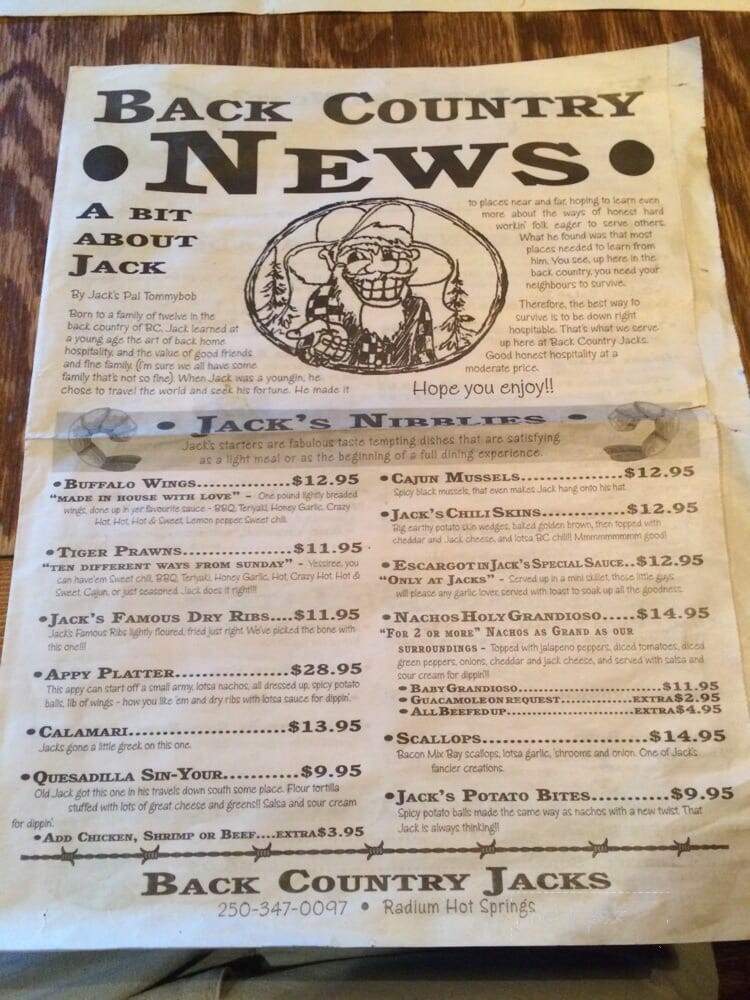 BACK COUNTRY
• NEWS •
A BIT
ABOUT
JACK
By Jack's Pal Tommybob
Born to a family of twelve in the
back country of BC, Jack learned at
a young age the art of back home
hospitality, and the value of good friends
and fine family. (I'm sure we all have some
family that's not so fine). When Jack was a youngin, he
chose to travel the world and seek his fortune. He made it
to places near and far, hoping to learn even
more about the ways of honest hard
workin' folk eager to serve others.
What he found was that most
places needed to learn from
him. You see, up here in the
back country, you need your
neighbours to survive.
Therefore, the best way to
survive is to be down right
hospitable. That's what we serve
up here at Back Country Jacks.
Good honest hospitality at a
moderate price.
Hope you enjoy!!
• JACK'S NIBBLIES •
Jack's starters are fabulous taste tempting dishes that are satisfying
as a light meal or as the beginning of a full dining experience.
• BUFFALO WINGS..............$12.95
"MADE IN HOUSE WITH LOVE" - One pound lightly breaded
wings, done up in yer favourite sauce - BBQ, Teriyaki, Honey Garlic, Crazy
Hot, Hot, Hot & Sweet, Lemon pepper, Sweet chili.
• TIGER PRAWNS.................$11.95
"TEN DIFFERENT WAYS FROM SUNDAY" - Yessiree, you
can have'em Sweet chili, BBQ, Teriyaki, Honey Garlic, Hot, Crazy Hot, Hot &
Sweet, Cajun, or just seasoned. Jack does it right!!!
• JACK'S FAMOUS DRY RIBS....$11.95
Jack's Famous Ribs lightly floured, fried just right. We've picked the bone with
this one!!!
• APPY PLATTER..................$28.95
This appy can start off a small army, lotsa nachos, all dressed up, spicy potato
balls, 1lb of wings - how you like 'em and dry ribs with lotsa sauce for dippin'.
• CALAMARI.......................$13.95
Jacks gone a little greek on this one.
• QUESADILLA SIN-YOUR...........$9.95
Old Jack got this one in his travels down south some place. Flour tortilla
stuffed with lots of great cheese and greens!! Salsa and sour cream
for dippin'.
• ADD CHICKEN, SHRIMP OR BEEF....EXTRA $3.95
• CAJUN MUSSELS...............$12.95
Spicy black mussels, that even makes Jack hang onto his hat.
• JACK'S CHILI SKINS............$12.95
Big earthy potato skin wedges, baked golden brown, then topped with
cheddar and Jack cheese, and lotsa BC chili!! Mmmmmmmmm good!
• ESCARGOT IN JACK'S SPECIAL SAUCE..$12.95
"ONLY AT JACKS" - Served up in a mini skillet, these little guys
will please any garlic lover, served with toast to soak up all the goodness.
• NACHOS HOLY GRANDIOSO.....$14.95
"FOR 2 OR MORE" NACHOS AS GRAND AS OUR
SURROUNDINGS - Topped with jalapeno peppers, diced tomatoes, diced
green peppers, onions, cheddar and jack cheese, and served with salsa and
sour cream for dippin'!!
• BABY GRANDIOSO.....................$11.95
• GUACAMOLE ON REQUEST...........EXTRA $2.95
• ALL BEEFED UP......................EXTRA $4.95
• SCALLOPS........................$14.95
Bacon Mix Bay scallops, lotsa garlic, 'shrooms and onion. One of Jack's
fancier creations.
• JACK'S POTATO BITES...........$9.95
Spicy potato balls made the same way as nachos with a new twist. That
Jack is always thinking!!
BACK COUNTRY JACKS
250-347-0097 • Radium Hot Springs